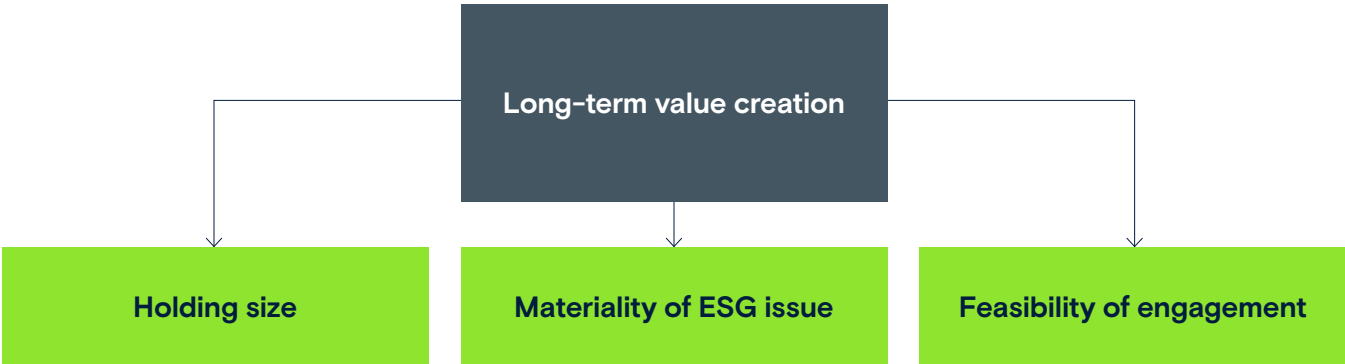 Long-term value creation
Holding size
Materiality of ESG issue
Feasibility of engagement